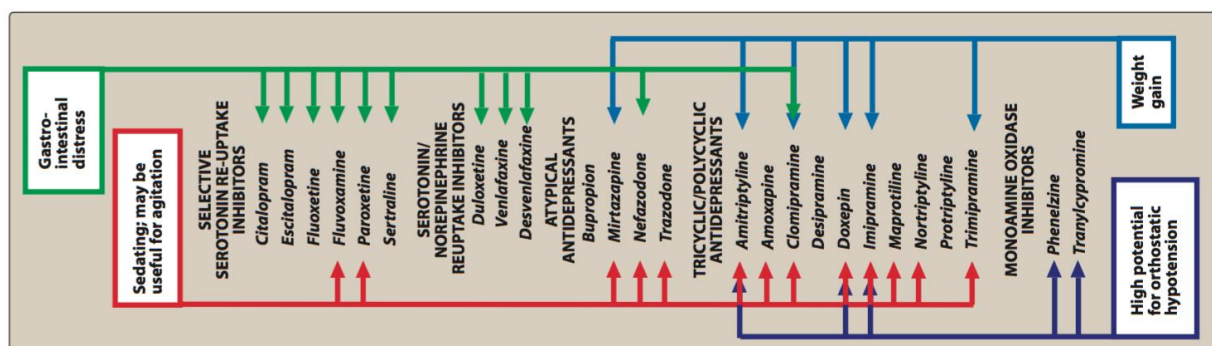 Gastro-
intestinal
distress
Sedating; may be
useful for agitation
SELECTIVE
SEROTONIN RE-UPTAKE
INHIBITORS
Citalopram
Escitalopram
Fluoxetine
Fluvoxamine
Paroxetine
Sertraline
SEROTONIN/
NOREPINEPHRINE
REUPTAKE INHIBITORS
Duloxetine
Venlafaxine
Desvenlofaxine
ATYPICAL
ANTIDEPRESSANTS
Bupropion
Mirtazapine
Nefazodone
Trazodone
TRICYCLIC/POLYCYCLIC
ANTIDEPRESSANTS
Amitriptyline
Amoxapine
Clomipramine
Desipramine
Doxepin
Imipramine
Maprotiline
Nortriptyline
Protriptyline
Trimipramine
MONOAMINE OXIDASE
INHIBITORS
Phenelzine
Tranylcypromine
Weight
gain
High potential
for orthostatic
hypotension